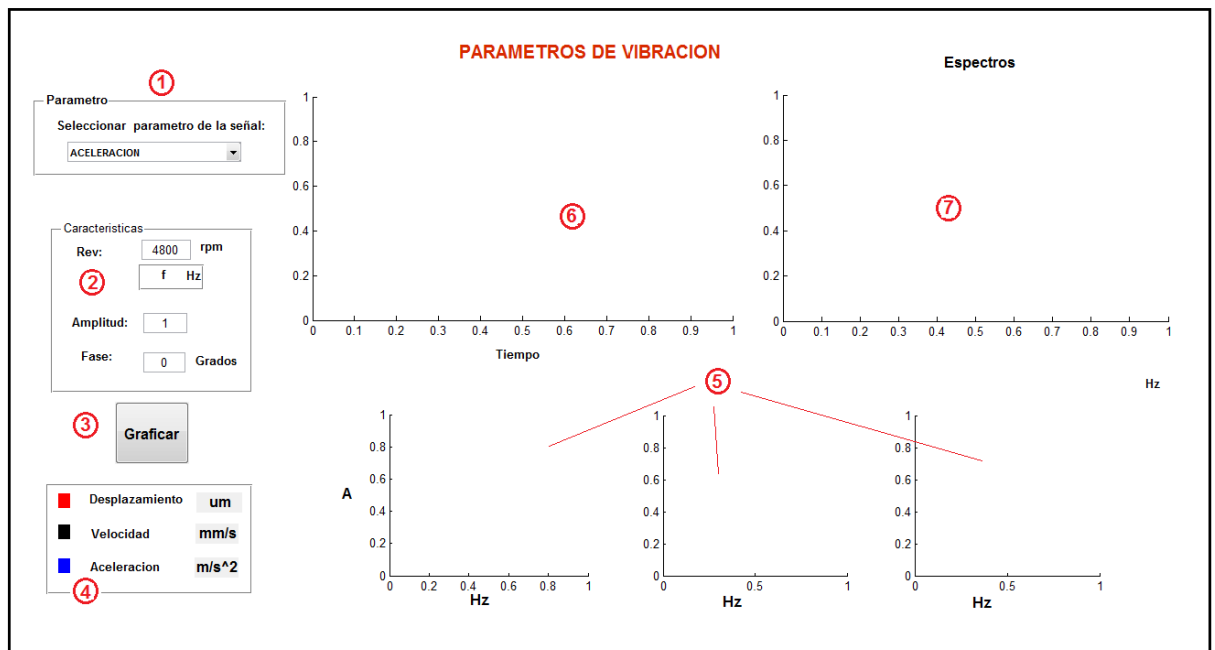 PARAMETROS DE VIBRACION
Espectros
1
Parametro
Seleccionar parametro de la señal:
ACELERACION
Caracteristicas
Rev: 4800 rpm
2
f Hz
Amplitud: 1
Fase: 0 Grados
3
Graficar
Desplazamiento um
Velocidad mm/s
Aceleracion m/s^2
4
1
0.8
0.6
0.4
0.2
0
0 0.1 0.2 0.3 0.4 0.5 0.6 0.7 0.8 0.9 1
Tiempo
6
1
0.8
0.6
0.4
0.2
0
0 0.1 0.2 0.3 0.4 0.5 0.6 0.7 0.8 0.9 1
Hz
7
5
1
0.8
0.6
A
0.4
0.2
0
0 0.2 0.4 0.6 0.8 1
Hz
1
0.8
0.6
0.4
0.2
0
0 0.5 1
Hz
1
0.8
0.6
0.4
0.2
0
0 0.5 1
Hz